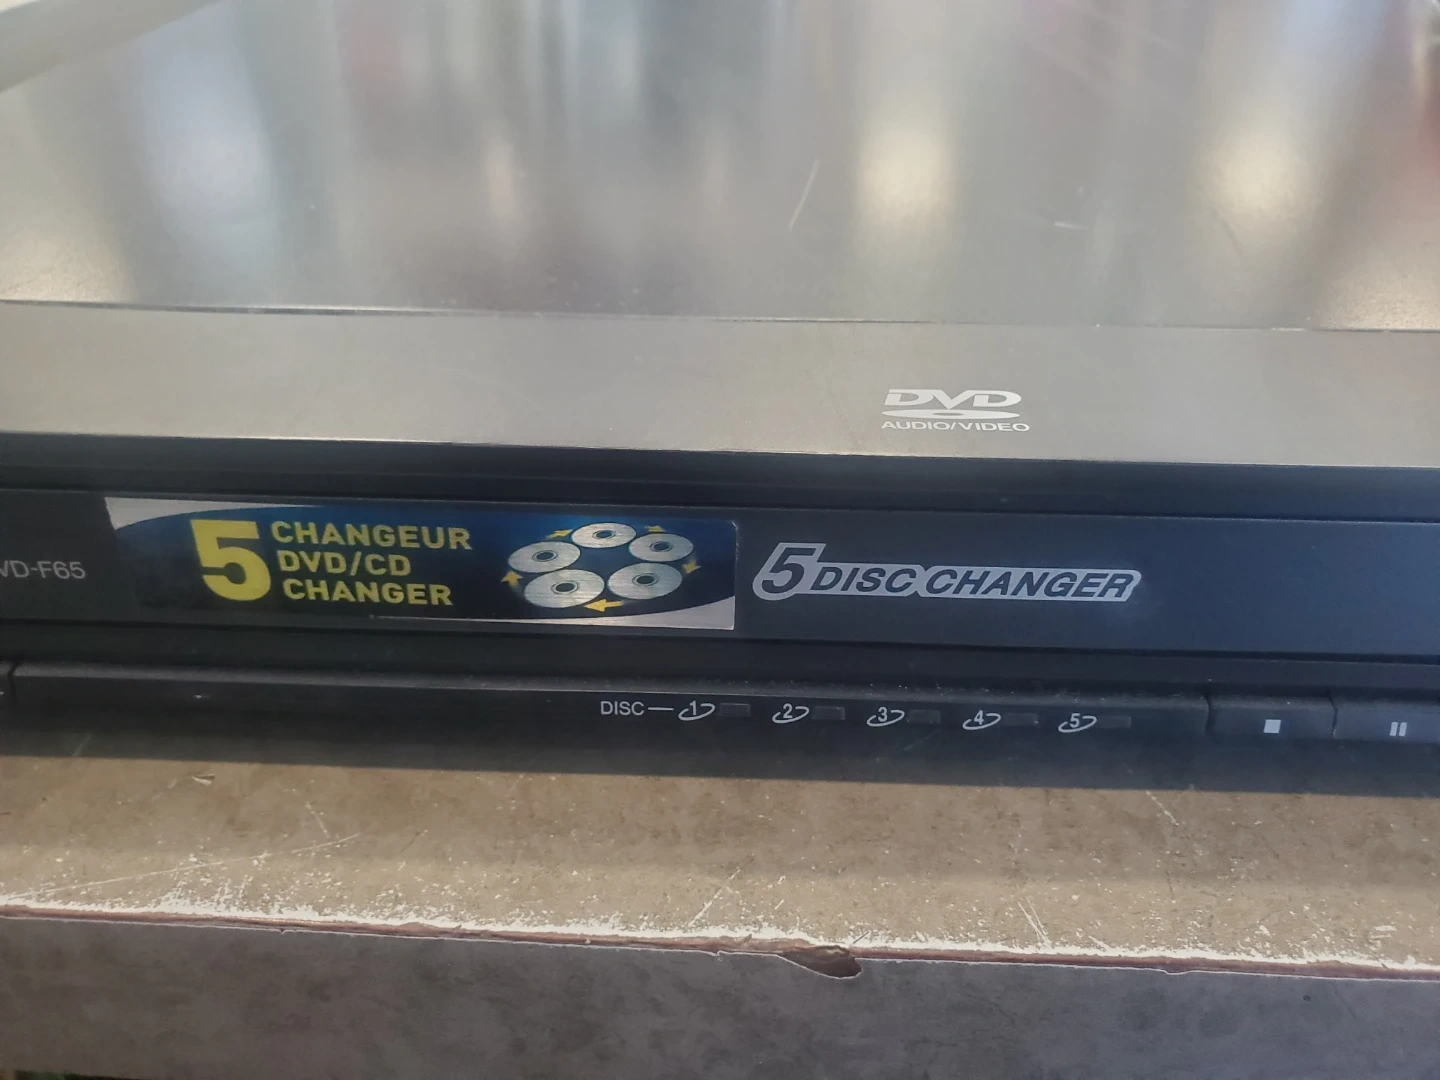 DVD
AUDIO/VIDEO
VD-F65
5 CHANGEUR
DVD/CD
CHANGER
5 DISC CHANGER
DISC 1 2 3 4 5